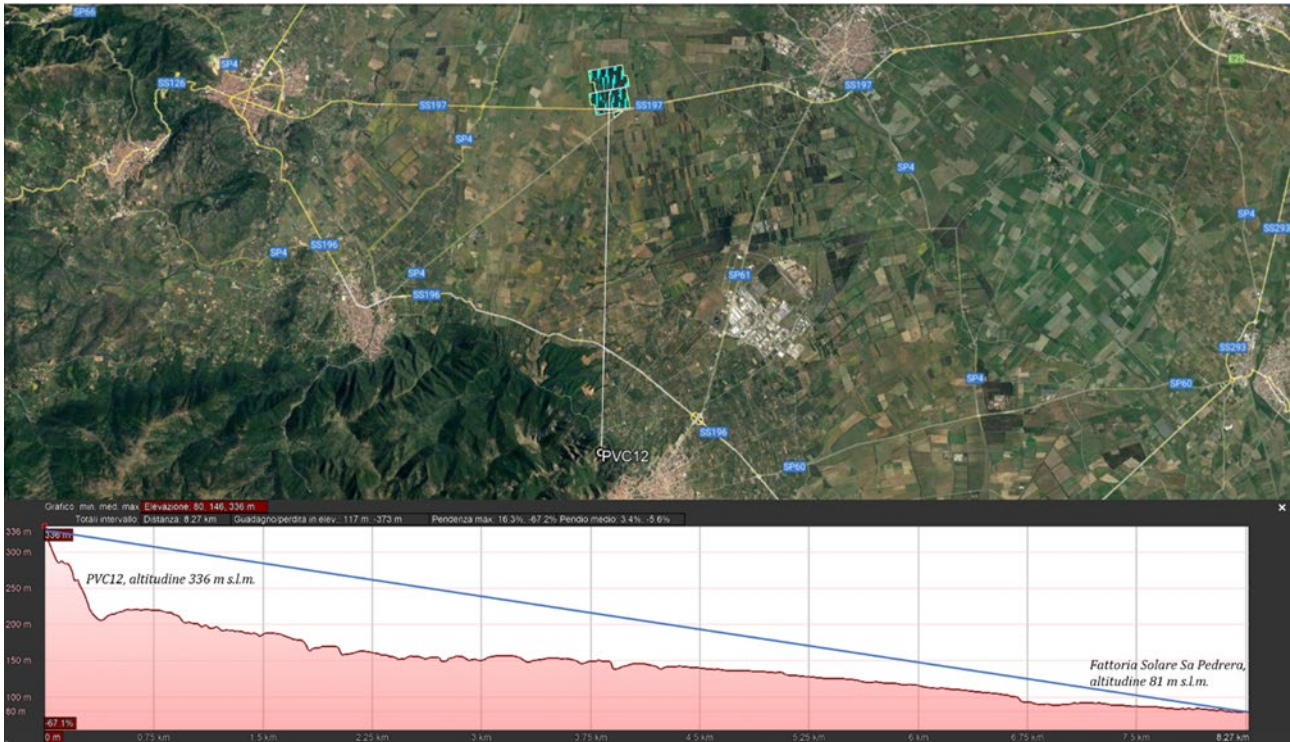 SP66
SP4
SS126
SS197
SS197
SS197
E25
SP4
SP4
SP4
SS293
SS196
SP4
SP4
SS196
SP61
SS293
SP4
SP60
SS196
PVC12
SP60
Grafico min, med, max Elevazione: 80, 146, 336 m
Totali intervallo: Distanza: 8.27 km Guadagno/perdita in elev.: 117 m, -373 m Pendenza max: 16.3%, -67.2% Pendio medio: 3.4%, -5.6%
336 m
336 m
300 m
PVC12, altitudine 336 m s.l.m.
250 m
200 m
150 m
Fattoria Solare Sa Pedrera,
altitudine 81 m s.l.m.
100 m
80 m
-67.1%
0 m 0.75 km 1.5 km 2.25 km 3 km 3.75 km 4.5 km 5.25 km 6 km 6.75 km 7.5 km 8.27 km